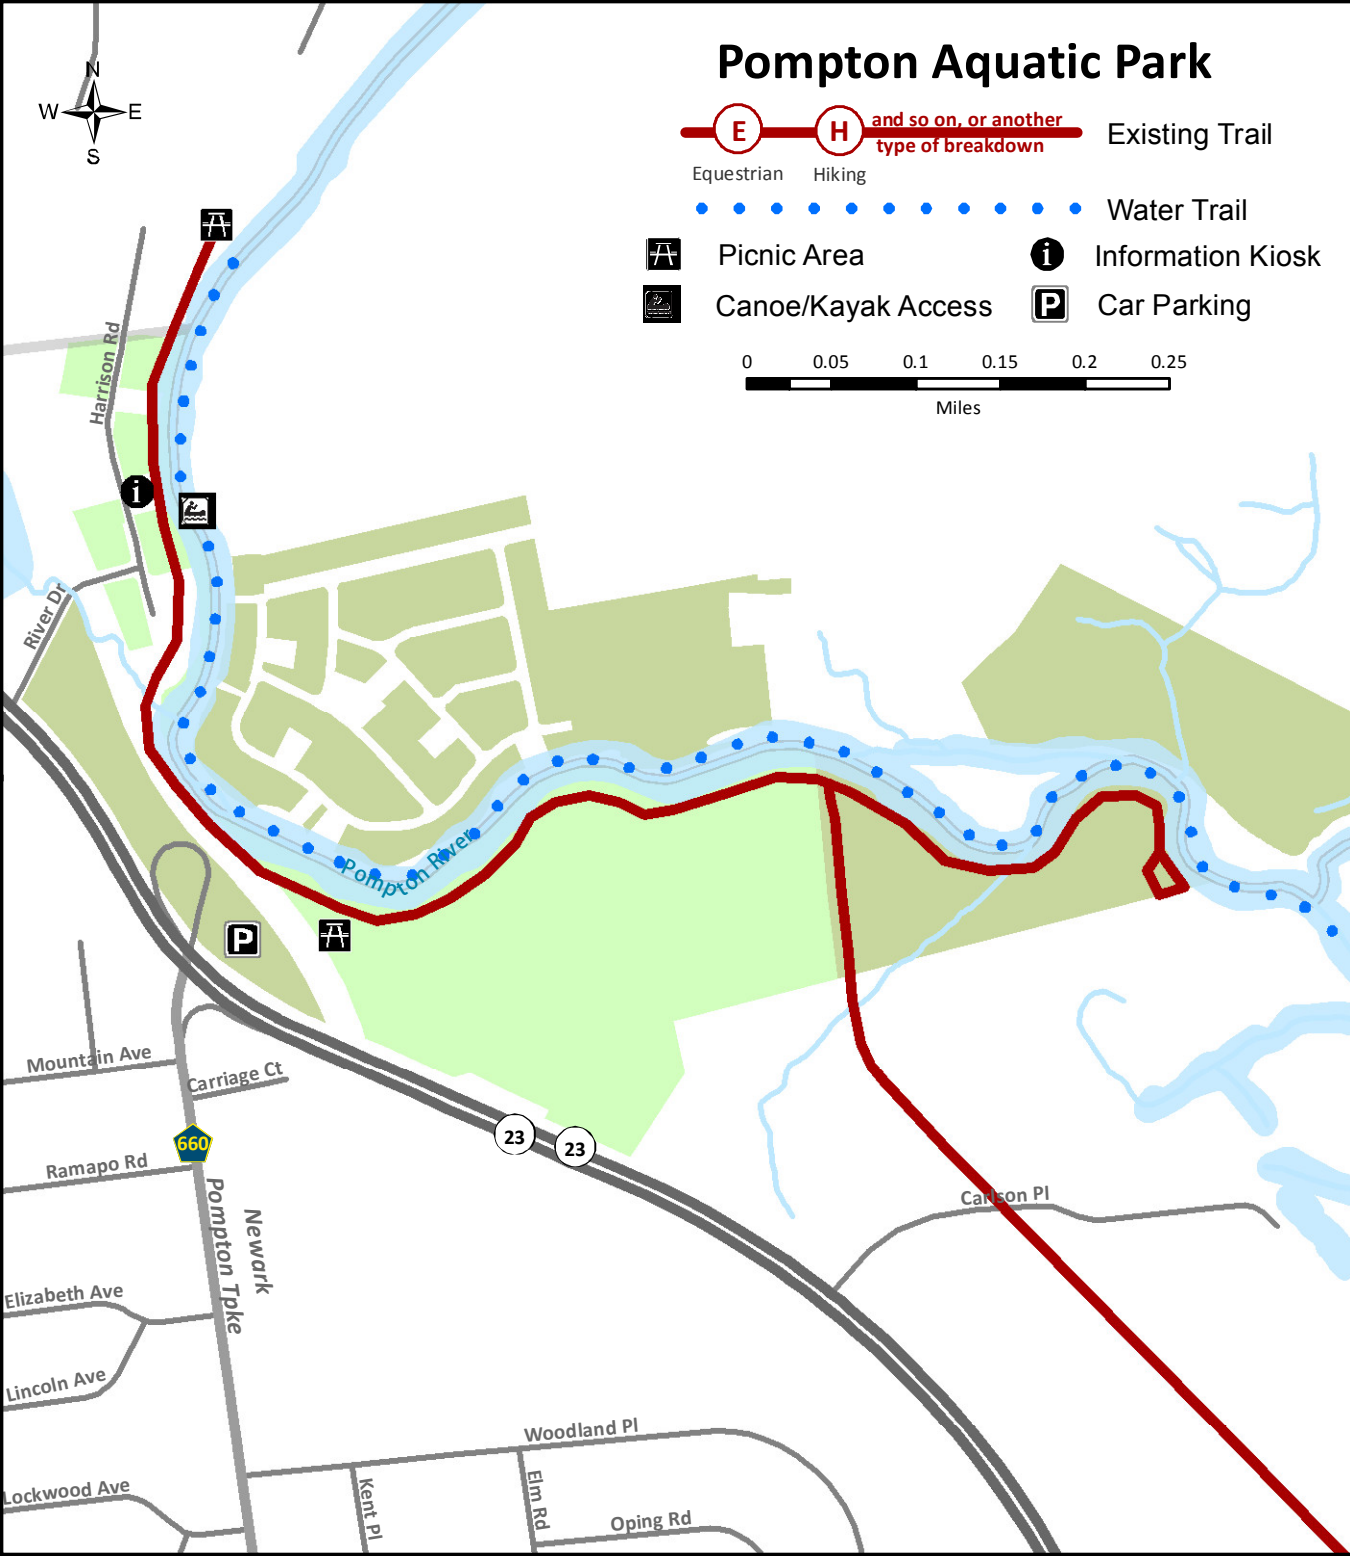 Pompton Aquatic Park
N
W
E
S
E
H
and so on, or another
type of breakdown
Existing Trail
Equestrian
Hiking
Water Trail
Picnic Area
i
Information Kiosk
Canoe/Kayak Access
P
Car Parking
0
0.05
0.1
0.15
0.2
0.25
Miles
Harrison Rd
i
River Dr
Pompton River
P
Mountain Ave
Carriage Ct
23
23
660
Ramapo Rd
Newark
Pompton Tpke
Carlson Pl
Elizabeth Ave
Lincoln Ave
Woodland Pl
Lockwood Ave
Kent Pl
Elm Rd
Oping Rd